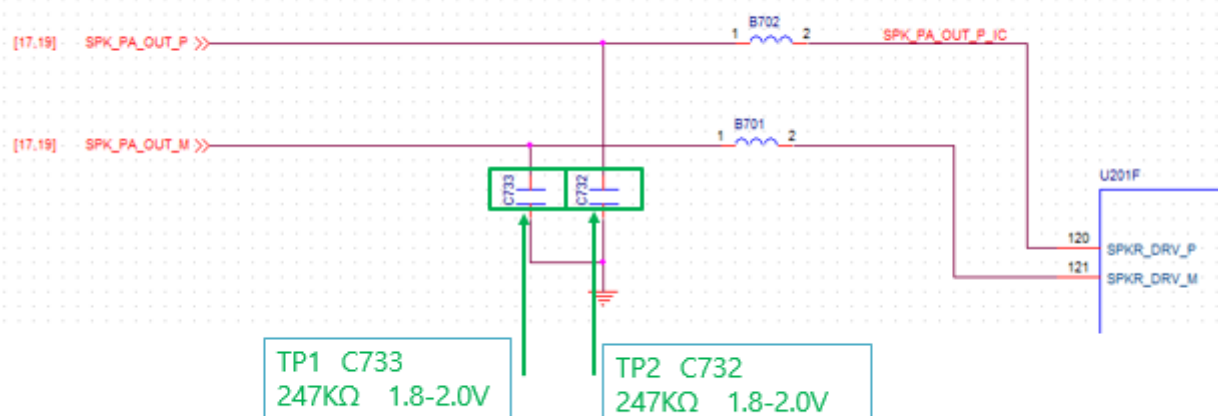 B702
[17,19] SPK_PA_OUT_P
1 2 SPK_PA_OUT_P_IC
B701
[17,19] SPK_PA_OUT_M
1 2
C733 C732
U201F
120 SPKR_DRV_P
121 SPKR_DRV_M
TP1 C733
247KΩ 1.8-2.0V
TP2 C732
247KΩ 1.8-2.0V